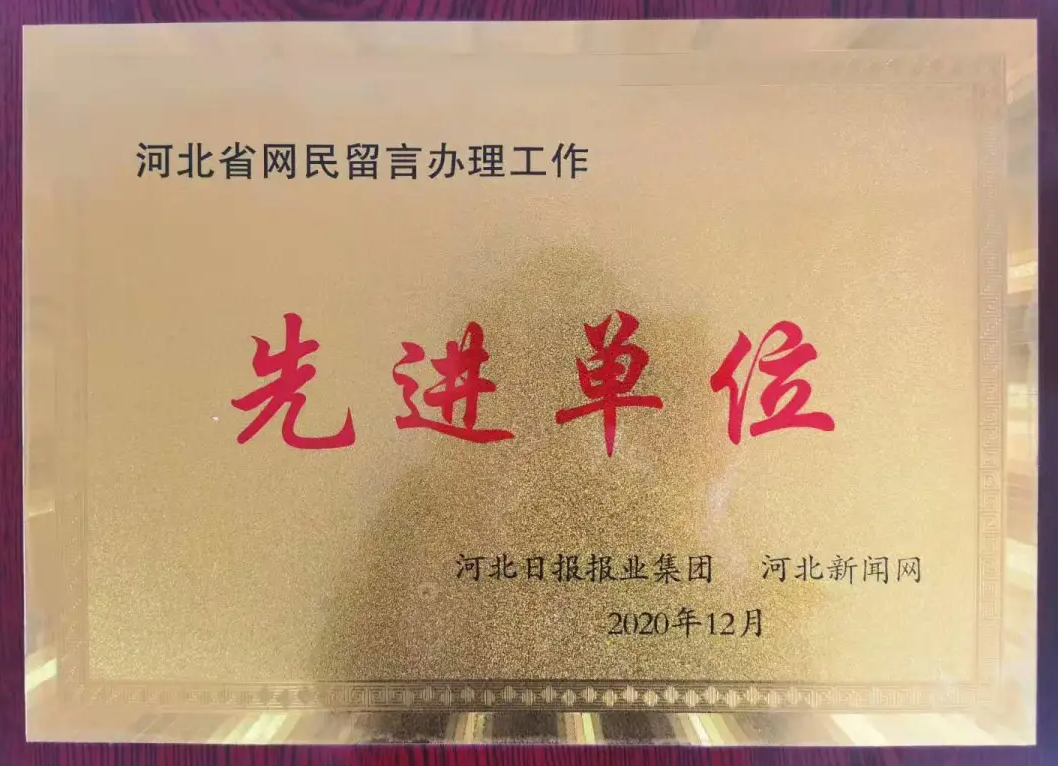 河北省网民留言办理工作
先进单位
河北日报报业集团 河北新闻网
2020年12月